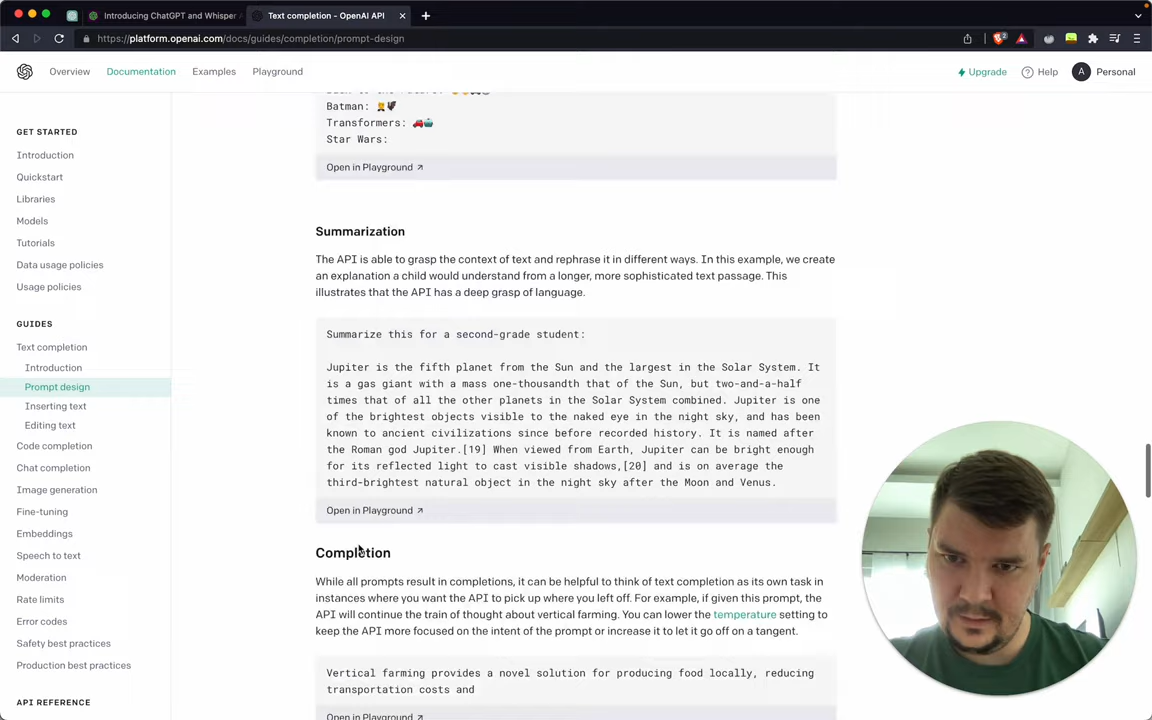 Introducing ChatGPT and Whisper
Text completion - OpenAI API
https://platform.openai.com/docs/guides/completion/prompt-design
2
Overview
Documentation
Examples
Playground
Upgrade
Help
A
Personal
GET STARTED
Introduction
Quickstart
Libraries
Models
Tutorials
Data usage policies
Usage policies
GUIDES
Text completion
Introduction
Prompt design
Inserting text
Editing text
Code completion
Chat completion
Image generation
Fine-tuning
Embeddings
Speech to text
Moderation
Rate limits
Error codes
Safety best practices
Production best practices
API REFERENCE
Batman: 
Transformers: 
Star Wars:
Open in Playground ↗
Summarization
The API is able to grasp the context of text and rephrase it in different ways. In this example, we create
an explanation a child would understand from a longer, more sophisticated text passage. This
illustrates that the API has a deep grasp of language.
Summarize this for a second-grade student:
Jupiter is the fifth planet from the Sun and the largest in the Solar System. It
is a gas giant with a mass one-thousandth that of the Sun, but two-and-a-half
times that of all the other planets in the Solar System combined. Jupiter is one
of the brightest objects visible to the naked eye in the night sky, and has been
known to ancient civilizations since before recorded history. It is named after
the Roman god Jupiter.[19] When viewed from Earth, Jupiter can be bright enough
for its reflected light to cast visible shadows,[20] and is on average the
third-brightest natural object in the night sky after the Moon and Venus.
Open in Playground ↗
Completion
While all prompts result in completions, it can be helpful to think of text completion as its own task in
instances where you want the API to pick up where you left off. For example, if given this prompt, the
API will continue the train of thought about vertical farming. You can lower the temperature setting to
keep the API more focused on the intent of the prompt or increase it to let it go off on a tangent.
Vertical farming provides a novel solution for producing food locally, reducing
transportation costs and
Open in Playground ↗